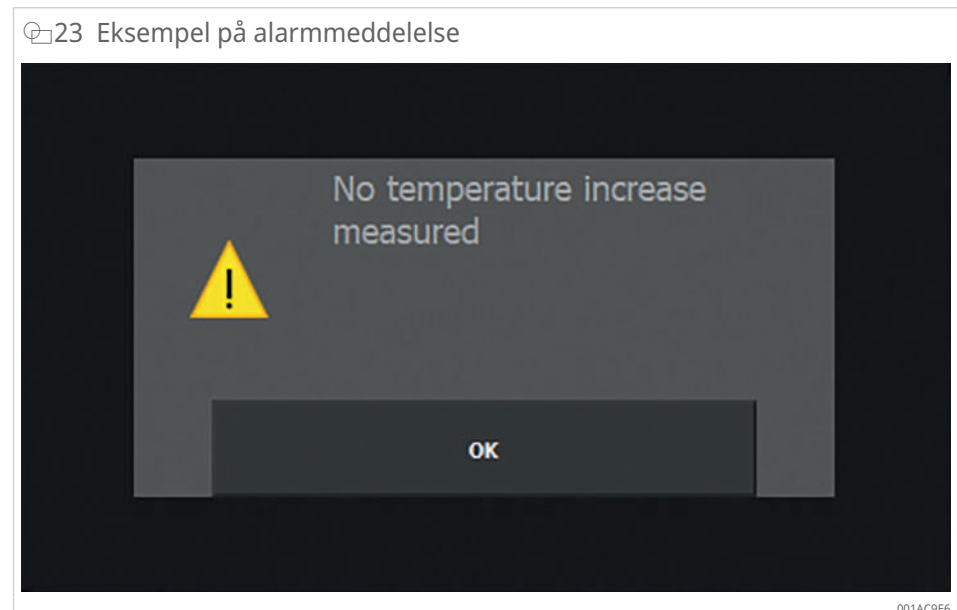 23 Eksempel på alarmmeddelelse
No temperature increase
measured
OK
001AC9E6